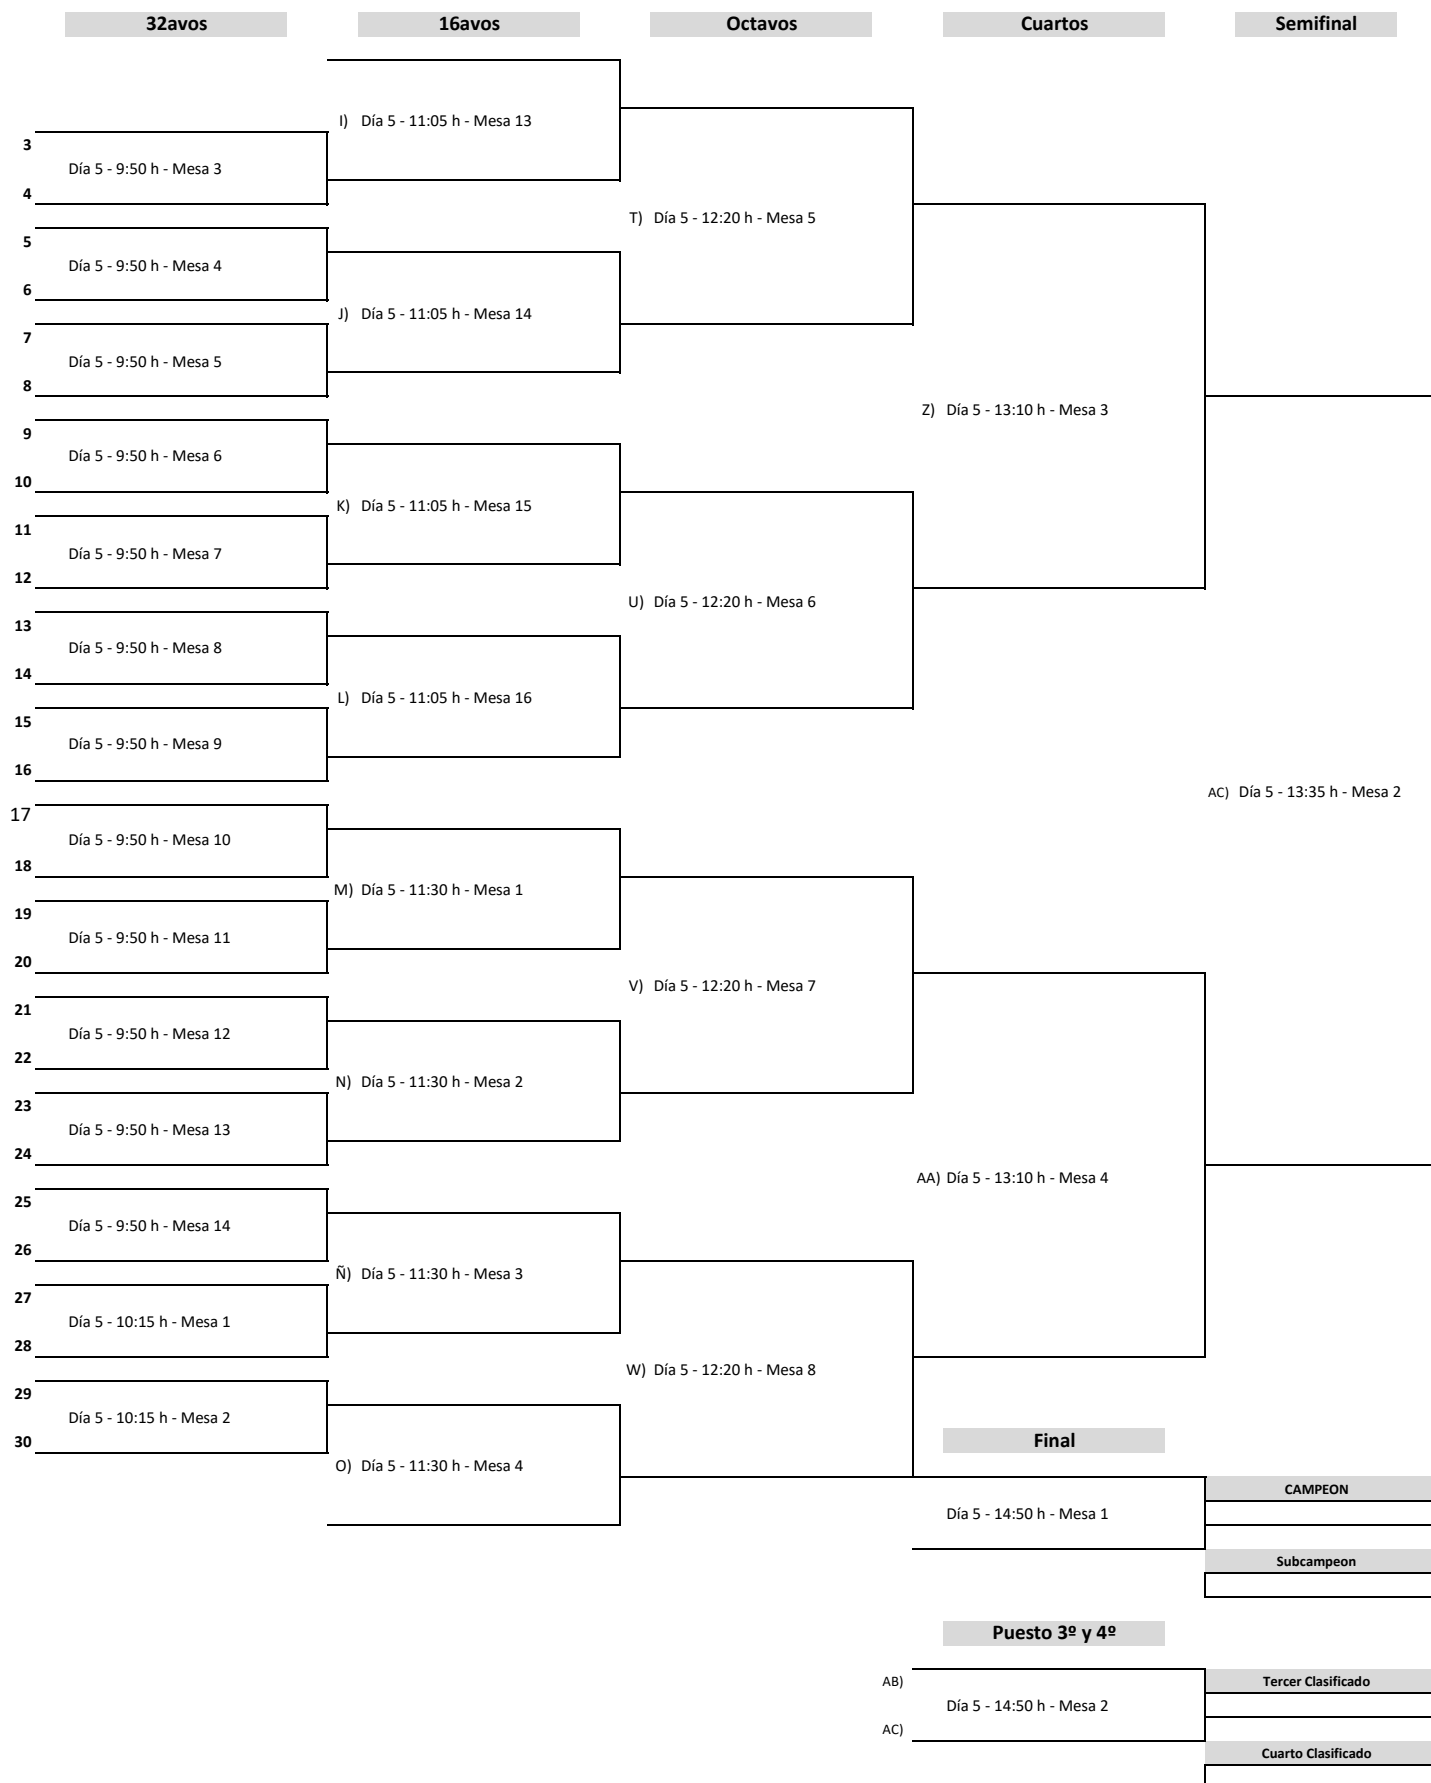 32avos 16avos Octavos Cuartos Semifinal
I) Día 5 - 11:05 h - Mesa 13
3
Día 5 - 9:50 h - Mesa 3
4
T) Día 5 - 12:20 h - Mesa 5
5
Día 5 - 9:50 h - Mesa 4
6
J) Día 5 - 11:05 h - Mesa 14
7
Día 5 - 9:50 h - Mesa 5
8
Z) Día 5 - 13:10 h - Mesa 3
9
Día 5 - 9:50 h - Mesa 6
10
K) Día 5 - 11:05 h - Mesa 15
11
Día 5 - 9:50 h - Mesa 7
12
U) Día 5 - 12:20 h - Mesa 6
13
Día 5 - 9:50 h - Mesa 8
14
L) Día 5 - 11:05 h - Mesa 16
15
Día 5 - 9:50 h - Mesa 9
16
AC) Día 5 - 13:35 h - Mesa 2
17
Día 5 - 9:50 h - Mesa 10
18
M) Día 5 - 11:30 h - Mesa 1
19
Día 5 - 9:50 h - Mesa 11
20
V) Día 5 - 12:20 h - Mesa 7
21
Día 5 - 9:50 h - Mesa 12
22
N) Día 5 - 11:30 h - Mesa 2
23
Día 5 - 9:50 h - Mesa 13
24
AA) Día 5 - 13:10 h - Mesa 4
25
Día 5 - 9:50 h - Mesa 14
26
Ñ) Día 5 - 11:30 h - Mesa 3
27
Día 5 - 10:15 h - Mesa 1
28
W) Día 5 - 12:20 h - Mesa 8
29
Día 5 - 10:15 h - Mesa 2
30
Final
O) Día 5 - 11:30 h - Mesa 4
CAMPEON
Día 5 - 14:50 h - Mesa 1
Subcampeon
Puesto 3º y 4º
AB)
Tercer Clasificado
Día 5 - 14:50 h - Mesa 2
AC)
Cuarto Clasificado